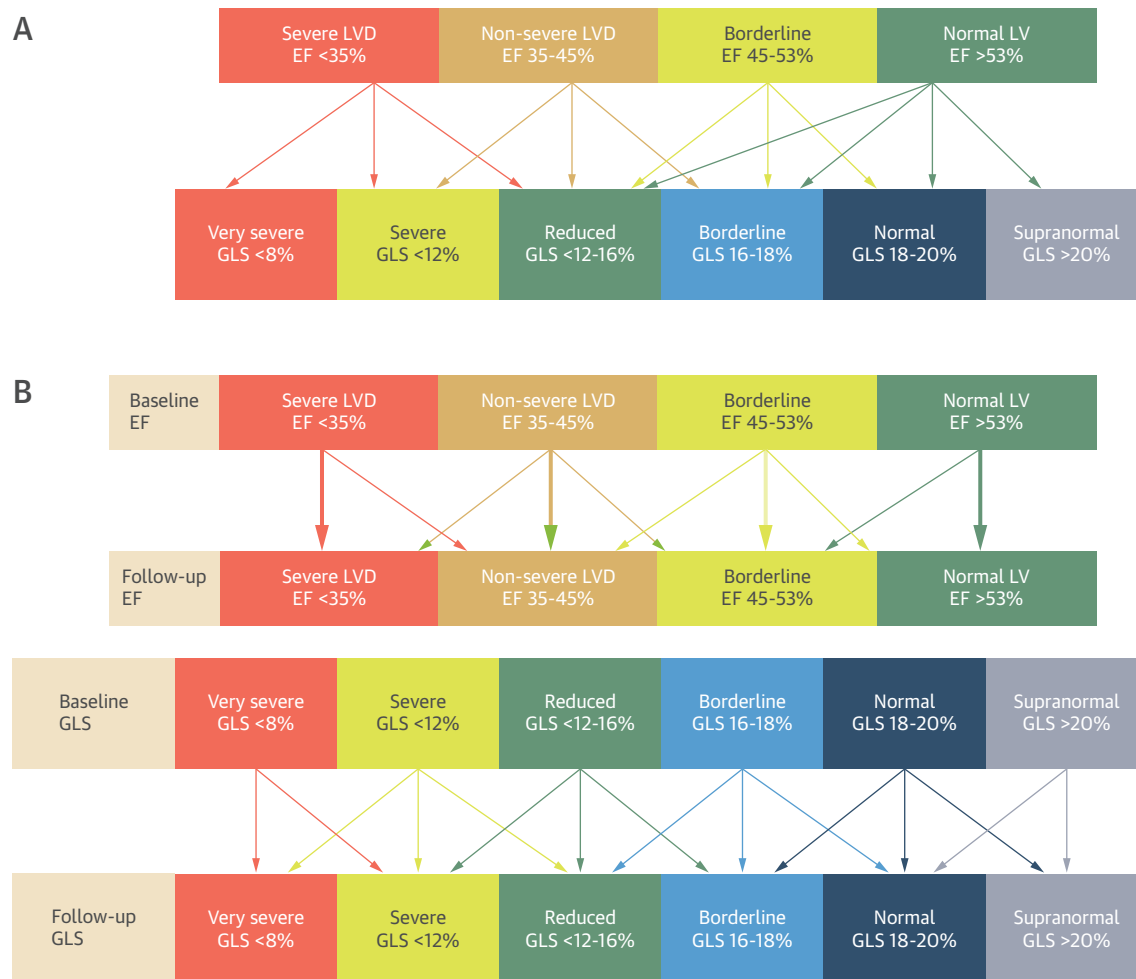 A
Severe LVD
EF <35%
Non-severe LVD
EF 35-45%
Borderline
EF 45-53%
Normal LV
EF >53%
Very severe
GLS <8%
Severe
GLS <12%
Reduced
GLS <12-16%
Borderline
GLS 16-18%
Normal
GLS 18-20%
Supranormal
GLS >20%
B
Baseline
EF
Severe LVD
EF <35%
Non-severe LVD
EF 35-45%
Borderline
EF 45-53%
Normal LV
EF >53%
Follow-up
EF
Severe LVD
EF <35%
Non-severe LVD
EF 35-45%
Borderline
EF 45-53%
Normal LV
EF >53%
Baseline
GLS
Very severe
GLS <8%
Severe
GLS <12%
Reduced
GLS <12-16%
Borderline
GLS 16-18%
Normal
GLS 18-20%
Supranormal
GLS >20%
Follow-up
GLS
Very severe
GLS <8%
Severe
GLS <12%
Reduced
GLS <12-16%
Borderline
GLS 16-18%
Normal
GLS 18-20%
Supranormal
GLS >20%